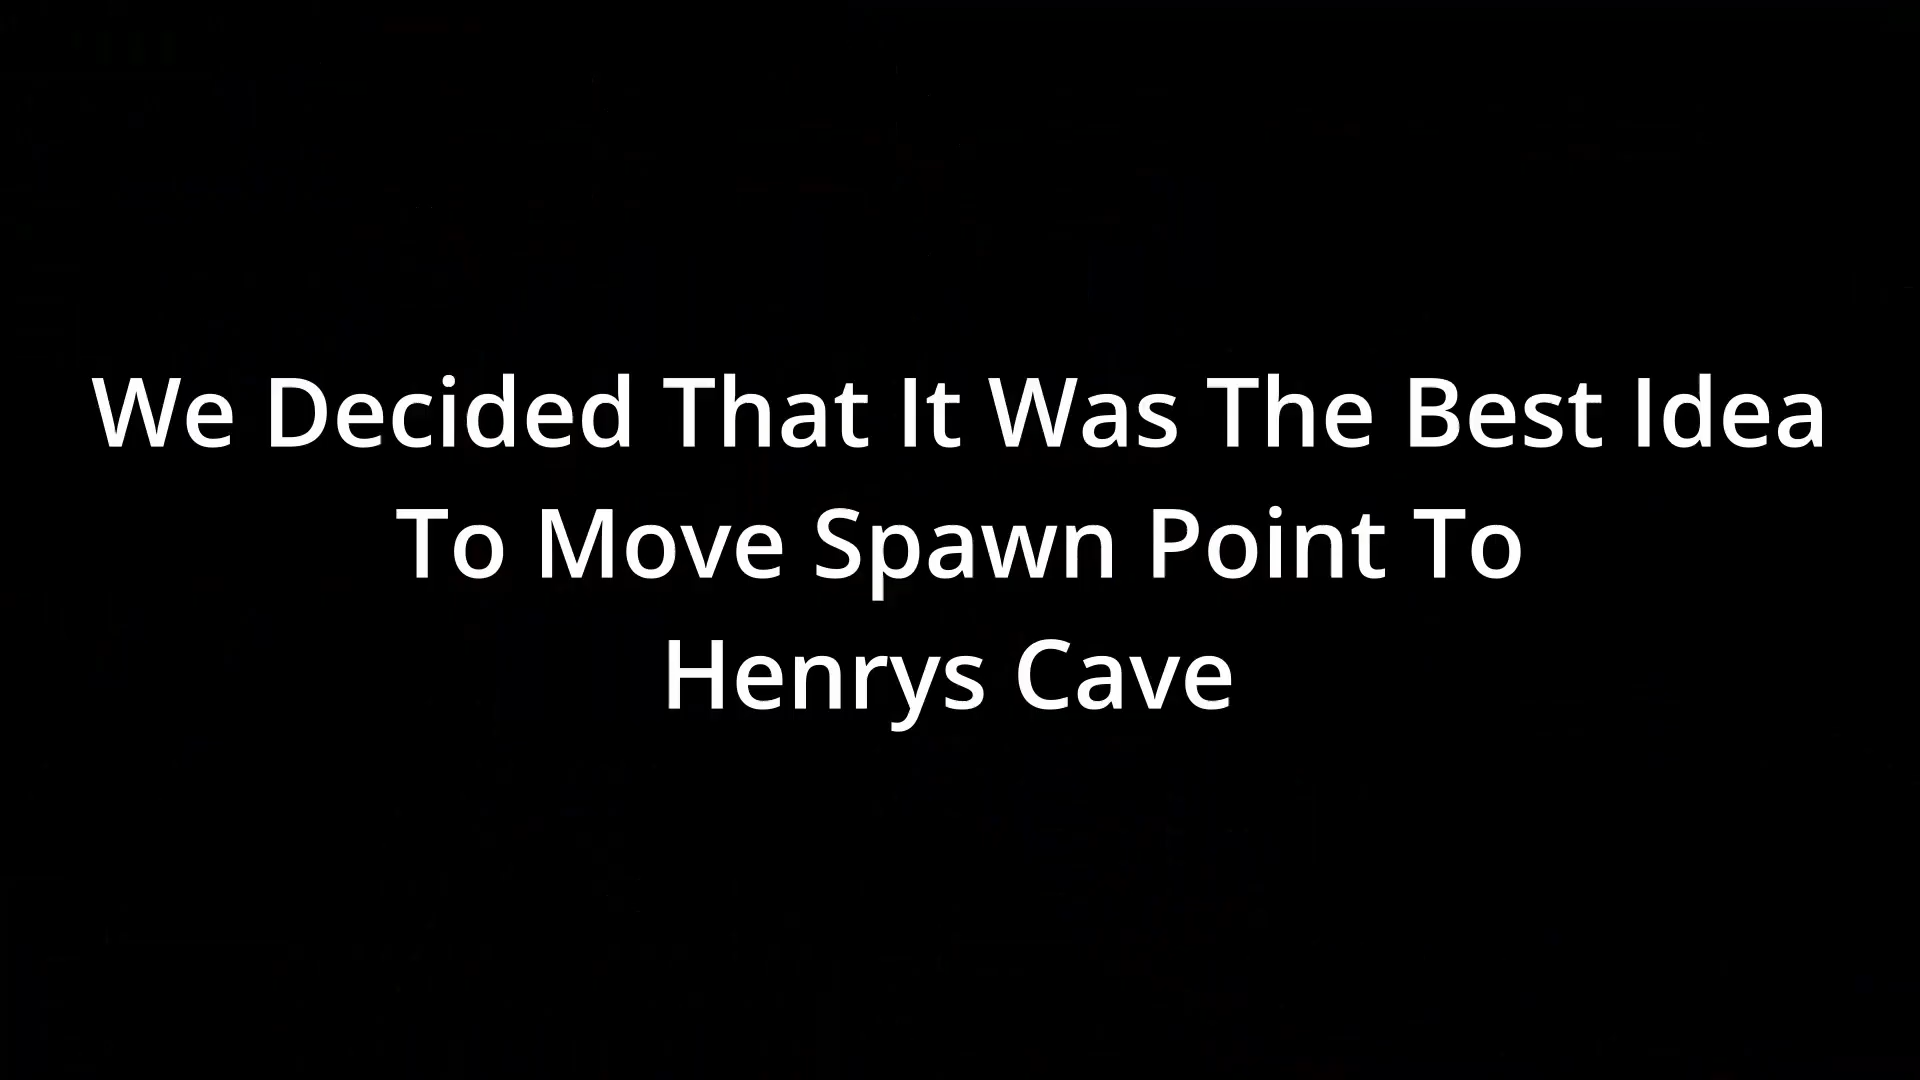 We Decided That It Was The Best Idea
To Move Spawn Point To
Henrys Cave